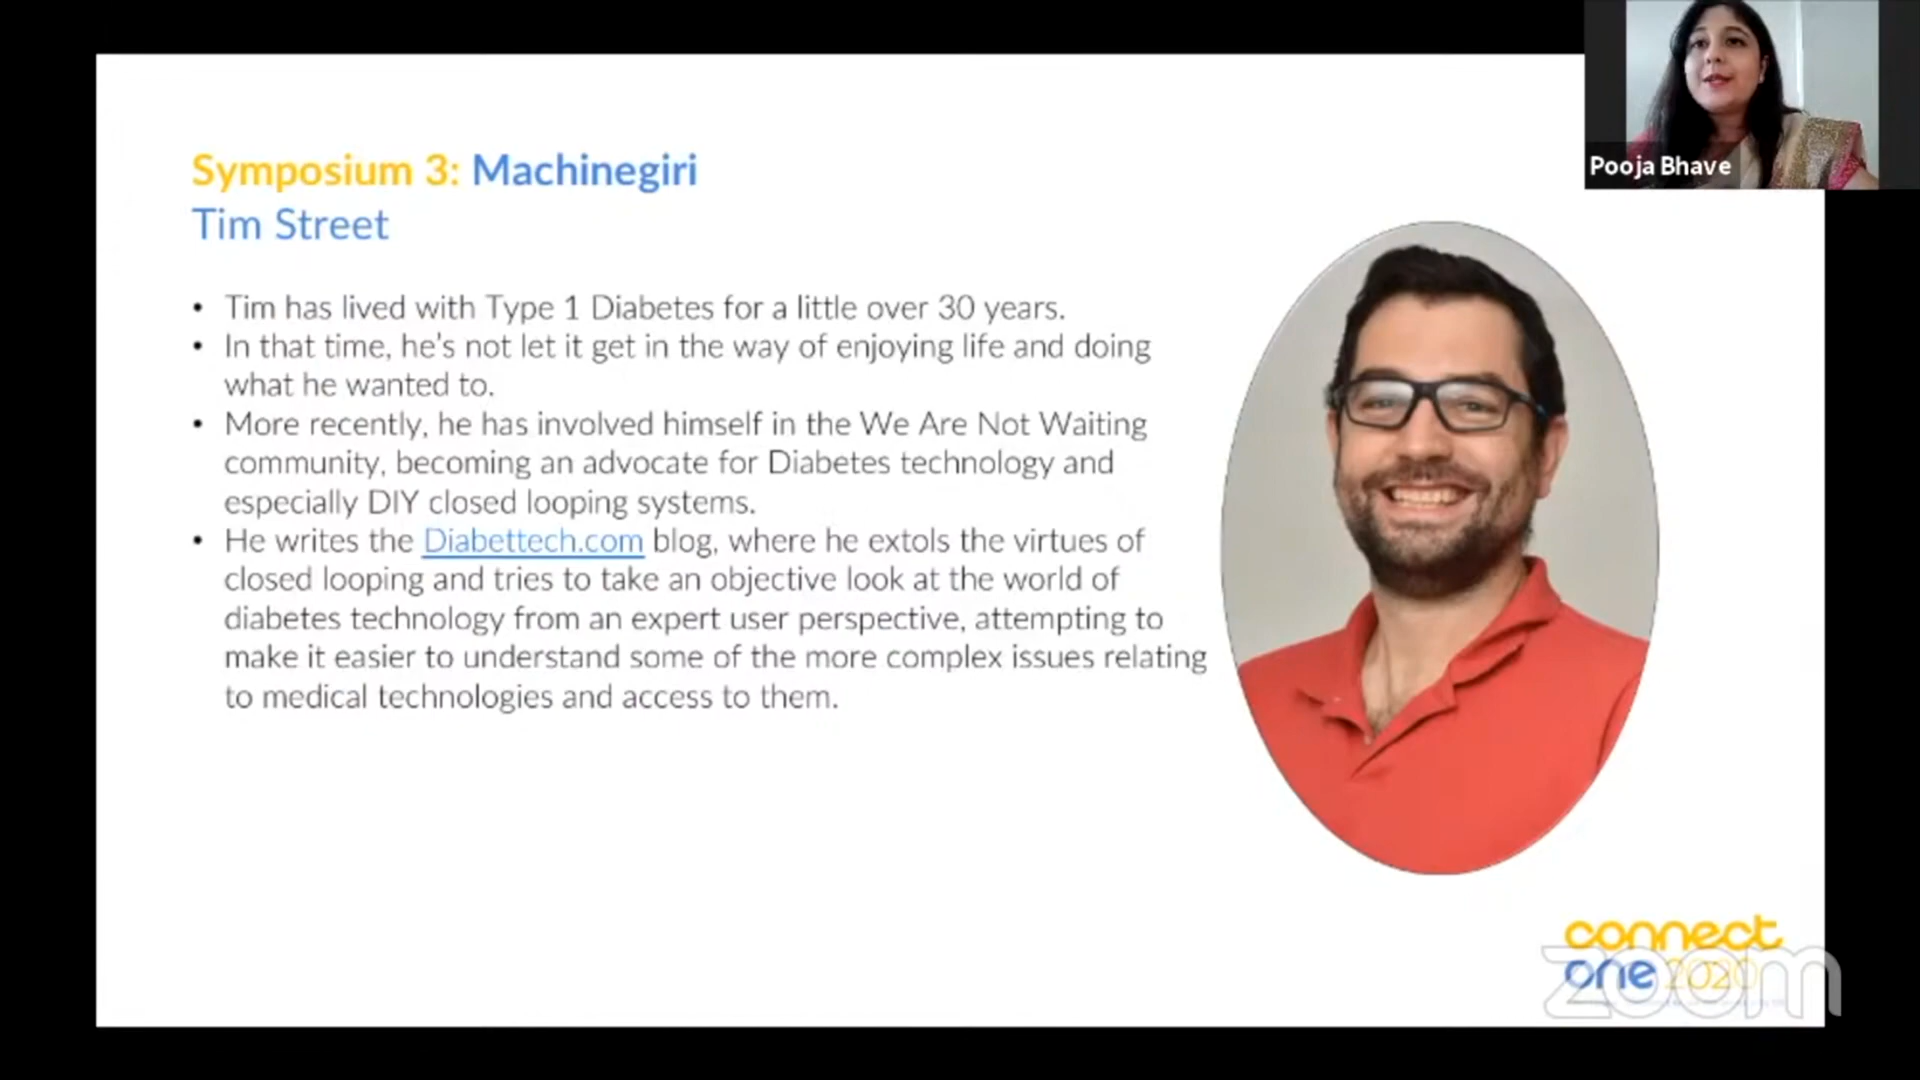 Symposium 3: Machinegiri
Tim Street
• Tim has lived with Type 1 Diabetes for a little over 30 years.
• In that time, he's not let it get in the way of enjoying life and doing
what he wanted to.
• More recently, he has involved himself in the We Are Not Waiting
community, becoming an advocate for Diabetes technology and
especially DIY closed looping systems.
• He writes the Diabettech.com blog, where he extols the virtues of
closed looping and tries to take an objective look at the world of
diabetes technology from an expert user perspective, attempting to
make it easier to understand some of the more complex issues relating
to medical technologies and access to them.
Pooja Bhave
connect
one 2020
zoom